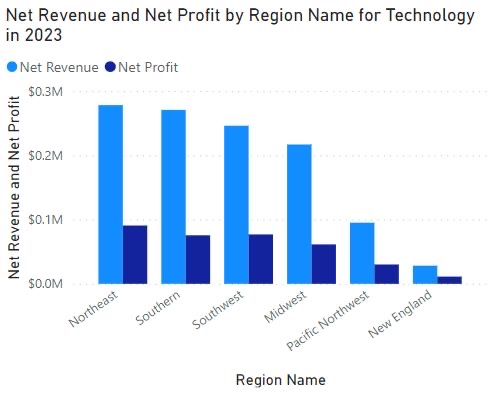 Net Revenue and Net Profit by Region Name for Technology
in 2023
Net Revenue Net Profit
Net Revenue and Net Profit
$0.3M
$0.2M
$0.1M
$0.0M
Northeast
Southern
Southwest
Midwest
Pacific Northwest
New England
Region Name